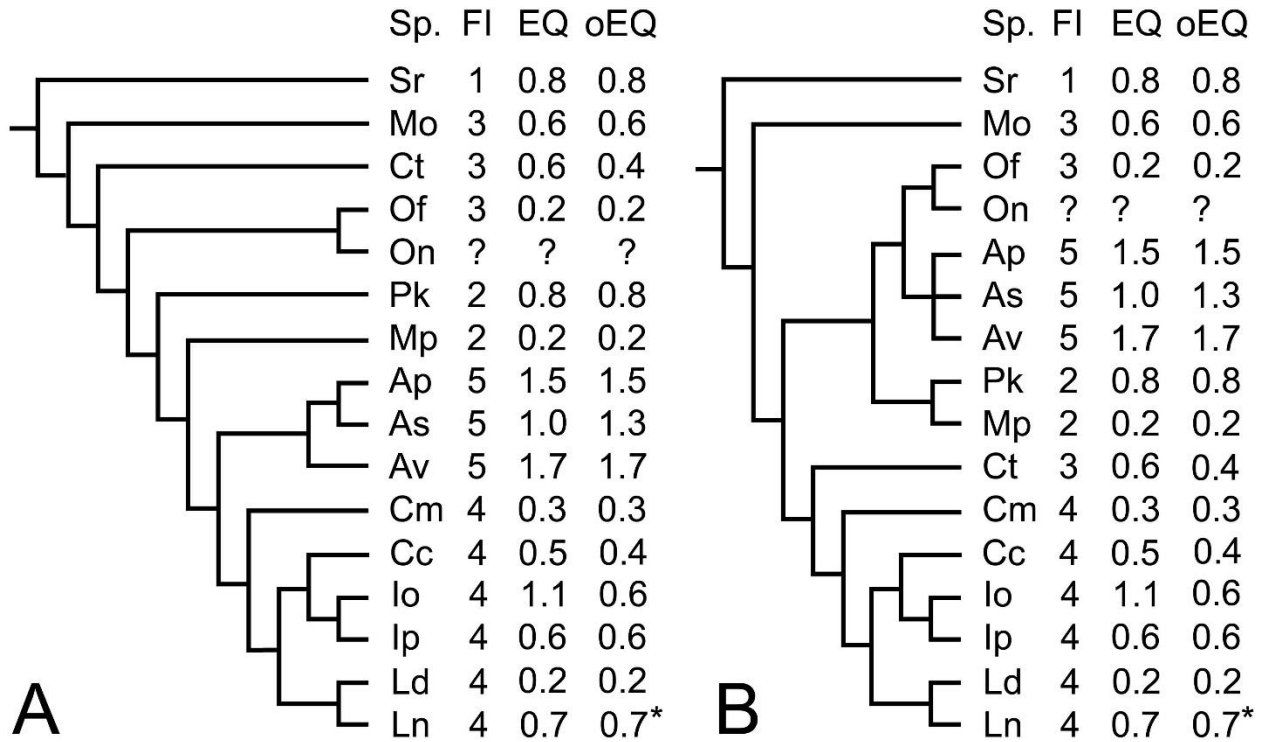 Sp. FI EQ oEQ
Sr 1 0.8 0.8
Mo 3 0.6 0.6
Ct 3 0.6 0.4
Of 3 0.2 0.2
On ? ? ?
Pk 2 0.8 0.8
Mp 2 0.2 0.2
Ap 5 1.5 1.5
As 5 1.0 1.3
Av 5 1.7 1.7
Cm 4 0.3 0.3
Cc 4 0.5 0.4
Io 4 1.1 0.6
Ip 4 0.6 0.6
Ld 4 0.2 0.2
Ln 4 0.7 0.7*
A
Sp. FI EQ oEQ
Sr 1 0.8 0.8
Mo 3 0.6 0.6
Of 3 0.2 0.2
On ? ? ?
Ap 5 1.5 1.5
As 5 1.0 1.3
Av 5 1.7 1.7
Pk 2 0.8 0.8
Mp 2 0.2 0.2
Ct 3 0.6 0.4
Cm 4 0.3 0.3
Cc 4 0.5 0.4
Io 4 1.1 0.6
Ip 4 0.6 0.6
Ld 4 0.2 0.2
Ln 4 0.7 0.7*
B